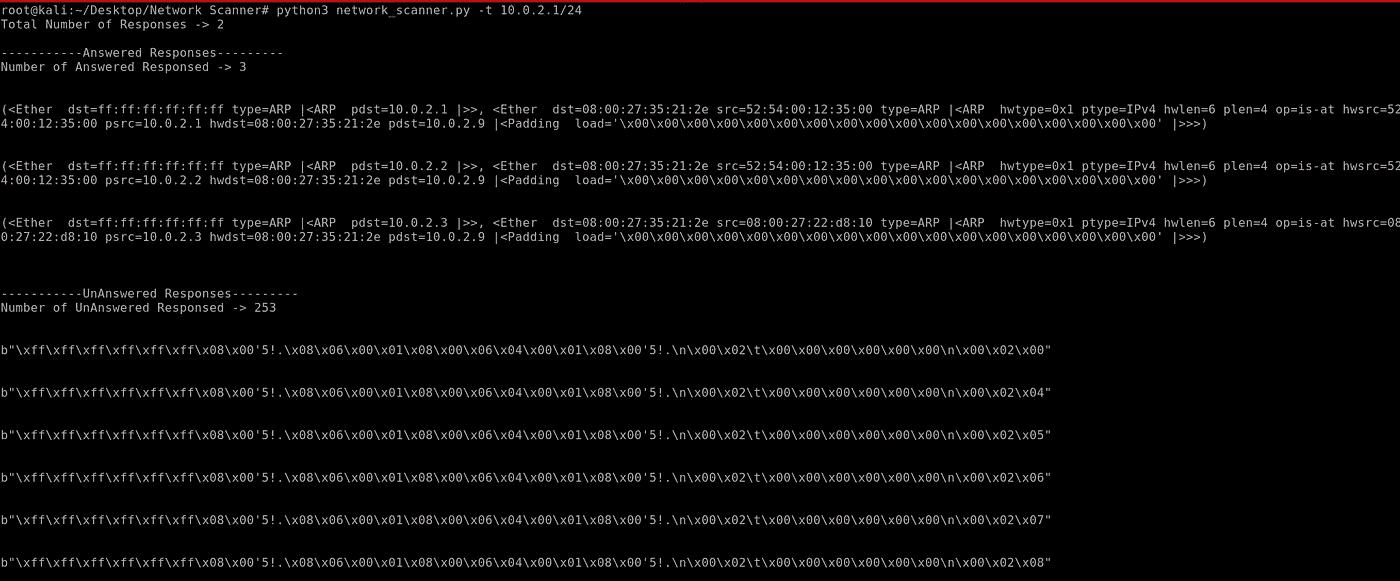 root@kali:~/Desktop/Network Scanner# python3 network_scanner.py -t 10.0.2.1/24
Total Number of Responses -> 2
-----------Answered Responses---------
Number of Answered Responsed -> 3
(<Ether  dst=ff:ff:ff:ff:ff:ff type=ARP |<ARP  pdst=10.0.2.1 |>>, <Ether  dst=08:00:27:35:21:2e src=52:54:00:12:35:00 type=ARP |<ARP  hwtype=0x1 ptype=IPv4 hwlen=6 plen=4 op=is-at hwsrc=52
4:00:12:35:00 psrc=10.0.2.1 hwdst=08:00:27:35:21:2e pdst=10.0.2.9 |<Padding  load='\x00\x00\x00\x00\x00\x00\x00\x00\x00\x00\x00\x00\x00\x00\x00\x00\x00\x00' |>>>)
(<Ether  dst=ff:ff:ff:ff:ff:ff type=ARP |<ARP  pdst=10.0.2.2 |>>, <Ether  dst=08:00:27:35:21:2e src=52:54:00:12:35:00 type=ARP |<ARP  hwtype=0x1 ptype=IPv4 hwlen=6 plen=4 op=is-at hwsrc=52
4:00:12:35:00 psrc=10.0.2.2 hwdst=08:00:27:35:21:2e pdst=10.0.2.9 |<Padding  load='\x00\x00\x00\x00\x00\x00\x00\x00\x00\x00\x00\x00\x00\x00\x00\x00\x00\x00' |>>>)
(<Ether  dst=ff:ff:ff:ff:ff:ff type=ARP |<ARP  pdst=10.0.2.3 |>>, <Ether  dst=08:00:27:35:21:2e src=08:00:27:22:d8:10 type=ARP |<ARP  hwtype=0x1 ptype=IPv4 hwlen=6 plen=4 op=is-at hwsrc=08
0:27:22:d8:10 psrc=10.0.2.3 hwdst=08:00:27:35:21:2e pdst=10.0.2.9 |<Padding  load='\x00\x00\x00\x00\x00\x00\x00\x00\x00\x00\x00\x00\x00\x00\x00\x00\x00\x00' |>>>)
-----------UnAnswered Responses---------
Number of UnAnswered Responsed -> 253
b"\xff\xff\xff\xff\xff\xff\x08\x00'5!.\x08\x06\x00\x01\x08\x00\x06\x04\x00\x01\x08\x00'5!.\n\x00\x02\t\x00\x00\x00\x00\x00\x00\n\x00\x02\x00"
b"\xff\xff\xff\xff\xff\xff\x08\x00'5!.\x08\x06\x00\x01\x08\x00\x06\x04\x00\x01\x08\x00'5!.\n\x00\x02\t\x00\x00\x00\x00\x00\x00\n\x00\x02\x04"
b"\xff\xff\xff\xff\xff\xff\x08\x00'5!.\x08\x06\x00\x01\x08\x00\x06\x04\x00\x01\x08\x00'5!.\n\x00\x02\t\x00\x00\x00\x00\x00\x00\n\x00\x02\x05"
b"\xff\xff\xff\xff\xff\xff\x08\x00'5!.\x08\x06\x00\x01\x08\x00\x06\x04\x00\x01\x08\x00'5!.\n\x00\x02\t\x00\x00\x00\x00\x00\x00\n\x00\x02\x06"
b"\xff\xff\xff\xff\xff\xff\x08\x00'5!.\x08\x06\x00\x01\x08\x00\x06\x04\x00\x01\x08\x00'5!.\n\x00\x02\t\x00\x00\x00\x00\x00\x00\n\x00\x02\x07"
b"\xff\xff\xff\xff\xff\xff\x08\x00'5!.\x08\x06\x00\x01\x08\x00\x06\x04\x00\x01\x08\x00'5!.\n\x00\x02\t\x00\x00\x00\x00\x00\x00\n\x00\x02\x08"